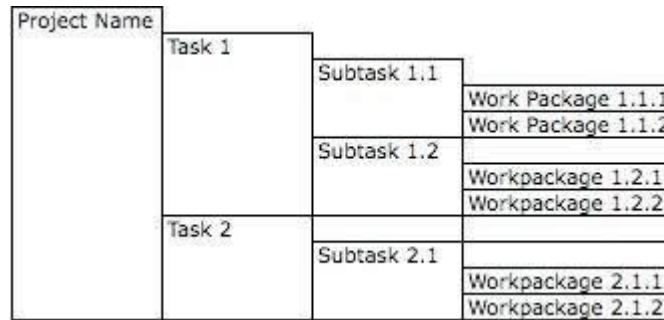 Project Name
Task 1
Subtask 1.1
Work Package 1.1.1
Work Package 1.1.2
Subtask 1.2
Workpackage 1.2.1
Workpackage 1.2.2
Task 2
Subtask 2.1
Workpackage 2.1.1
Workpackage 2.1.2